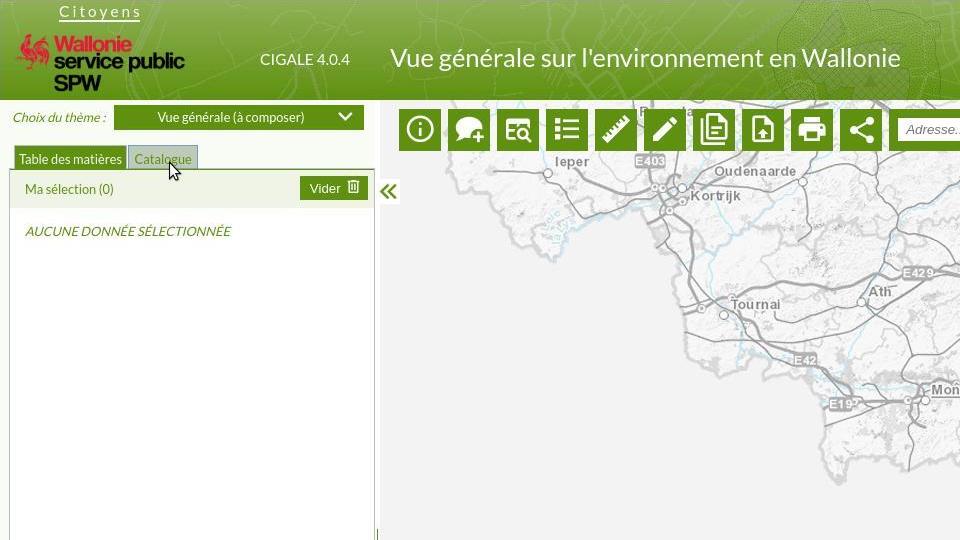 Citoyens
Wallonie
service public
SPW
CIGALE 4.0.4
Vue générale sur l'environnement en Wallonie
Choix du thème :
Vue générale (à composer)
Table des matières
Catalogue
Ma sélection (0)
Vider
AUCUNE DONNÉE SÉLECTIONNÉE
Adresse..
Ieper
E403
Oudenaarde
Kortrijk
E429
Ath
Tournai
E42
E19
Mon